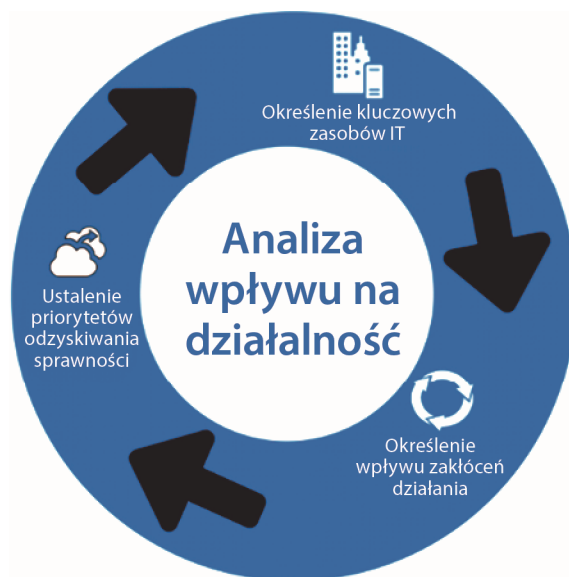 Określenie kluczowych
zasobów IT
Analiza
wpływu na
działalność
Ustalenie
priorytetów
odzyskiwania
sprawności
Określenie
wpływu zakłóceń
działania